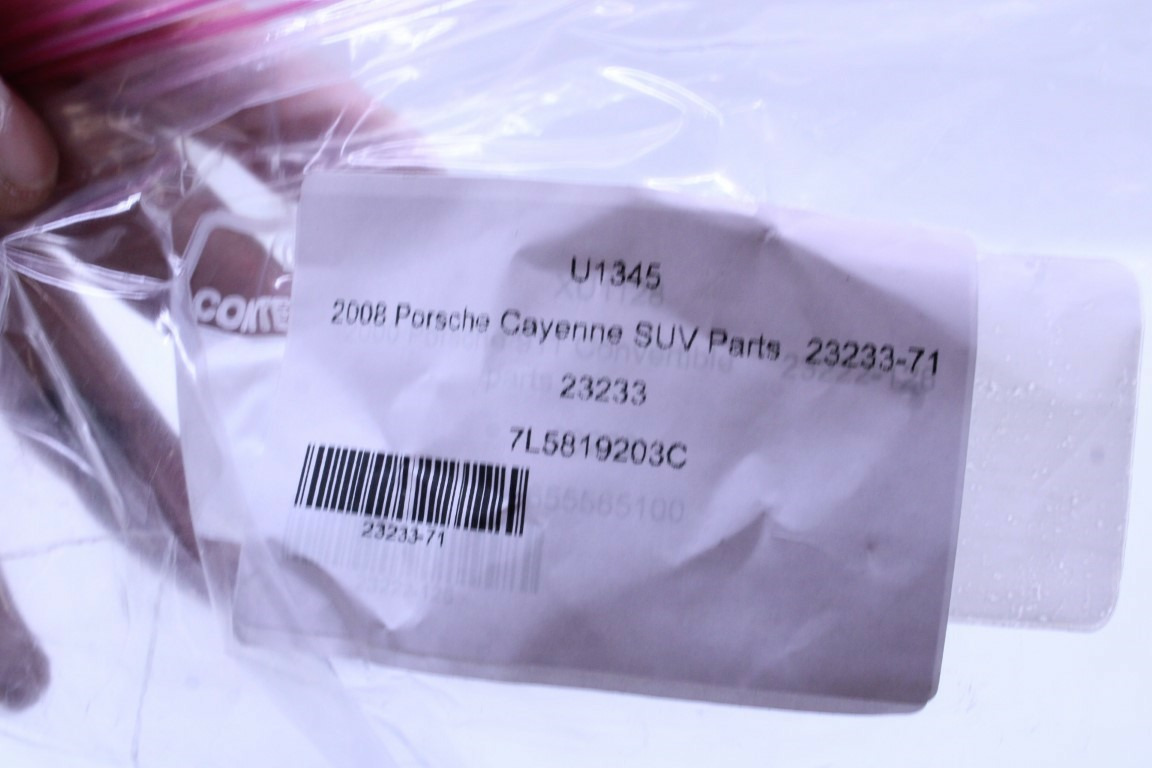 U1345
2008 Porsche Cayenne SUV Parts 23233-71
23233
7L5819203C
23233-71